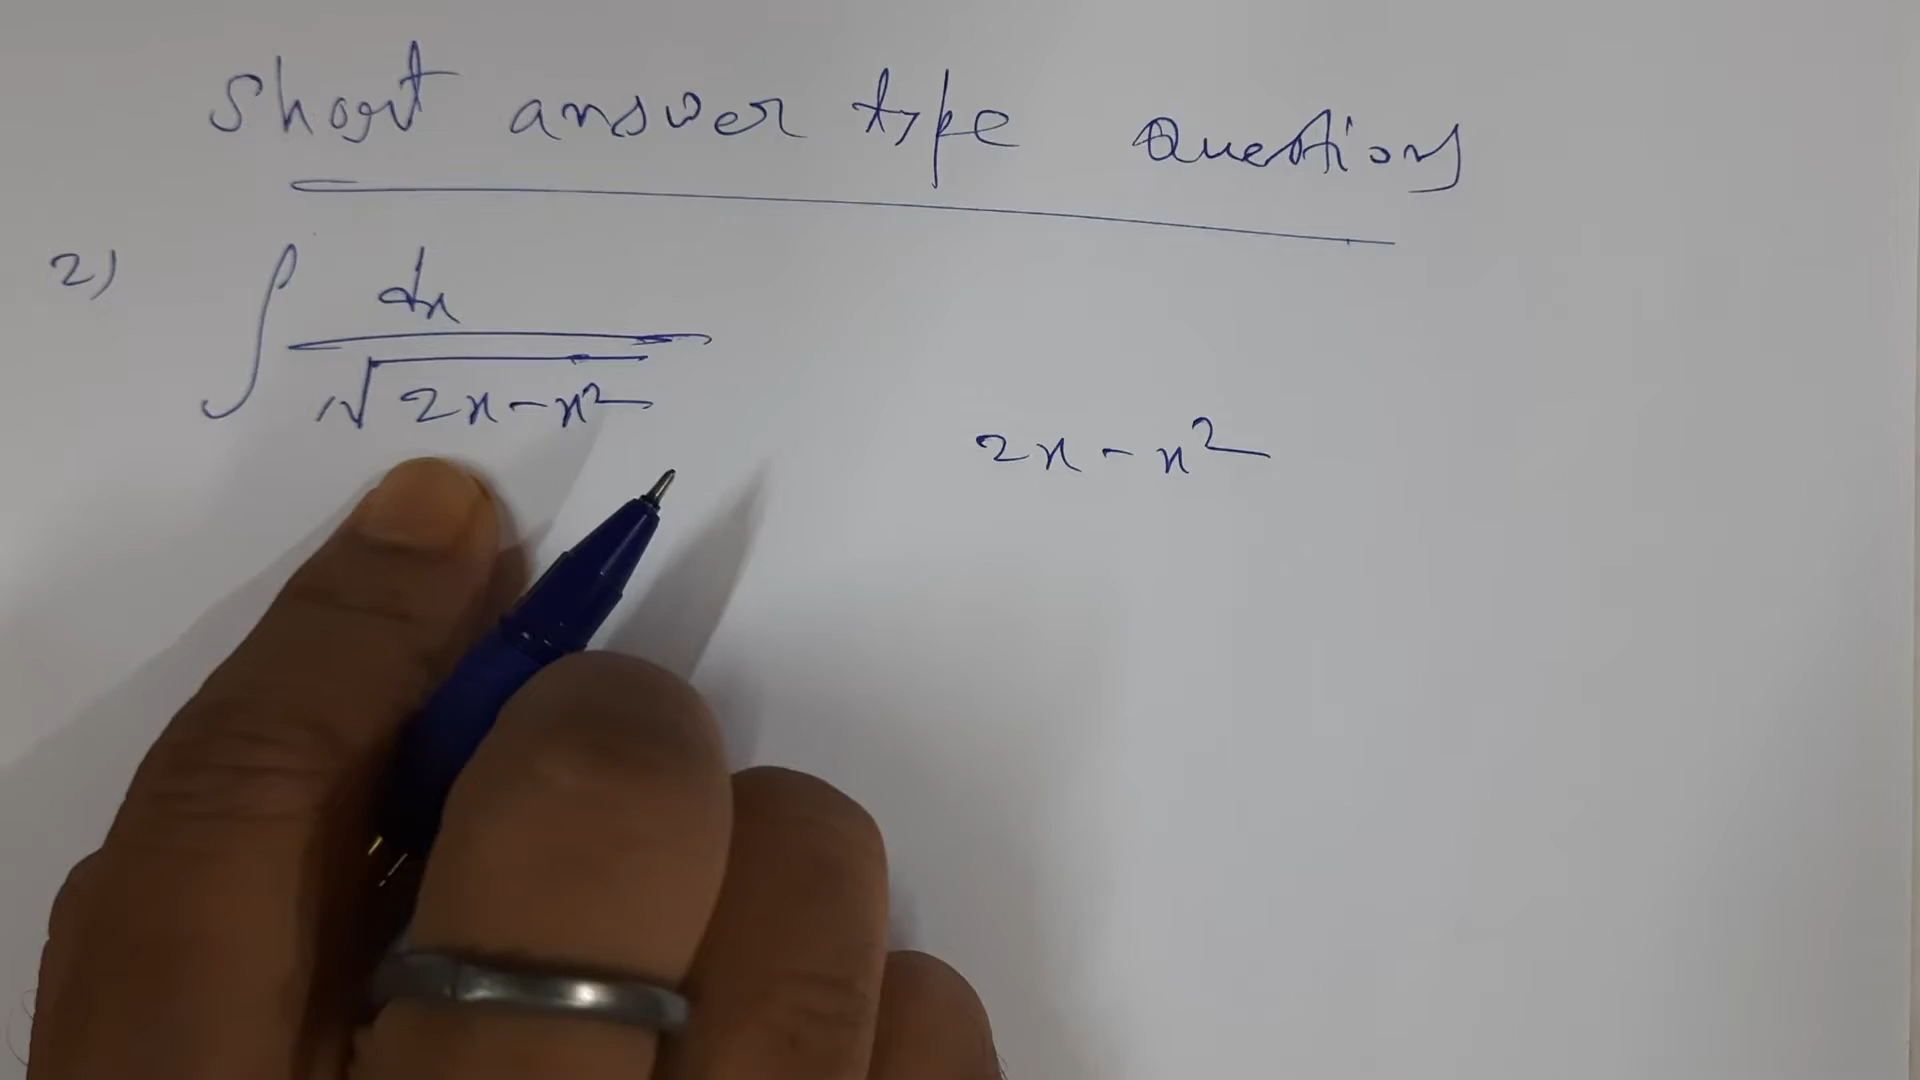 Short answer type Questions
2) ∫ dx / √(2x-x²)
2x - x²